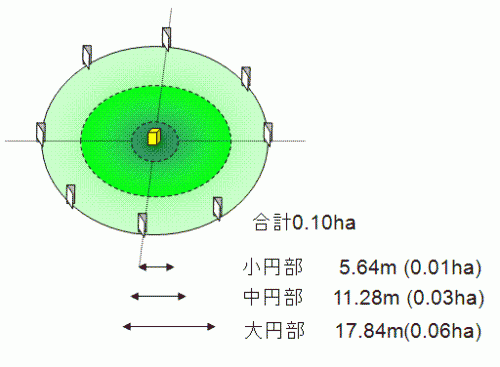 合計0.10ha
小円部 5.64m (0.01ha)
中円部 11.28m (0.03ha)
大円部 17.84m(0.06ha)